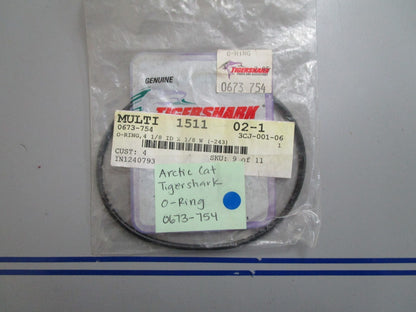 O-RING
TIGERSHARK
0673 754
GENUINE
TIGERSHARK
MULTI 1511 02-1
0673-754 3CJ-001-06
O-RING,4 1/8 ID X 1/8 W (-243) 1
CUST: 4
IN1240793 SKU: 9 of 11
Arctic Cat
Tigershark
O-Ring
0673-754